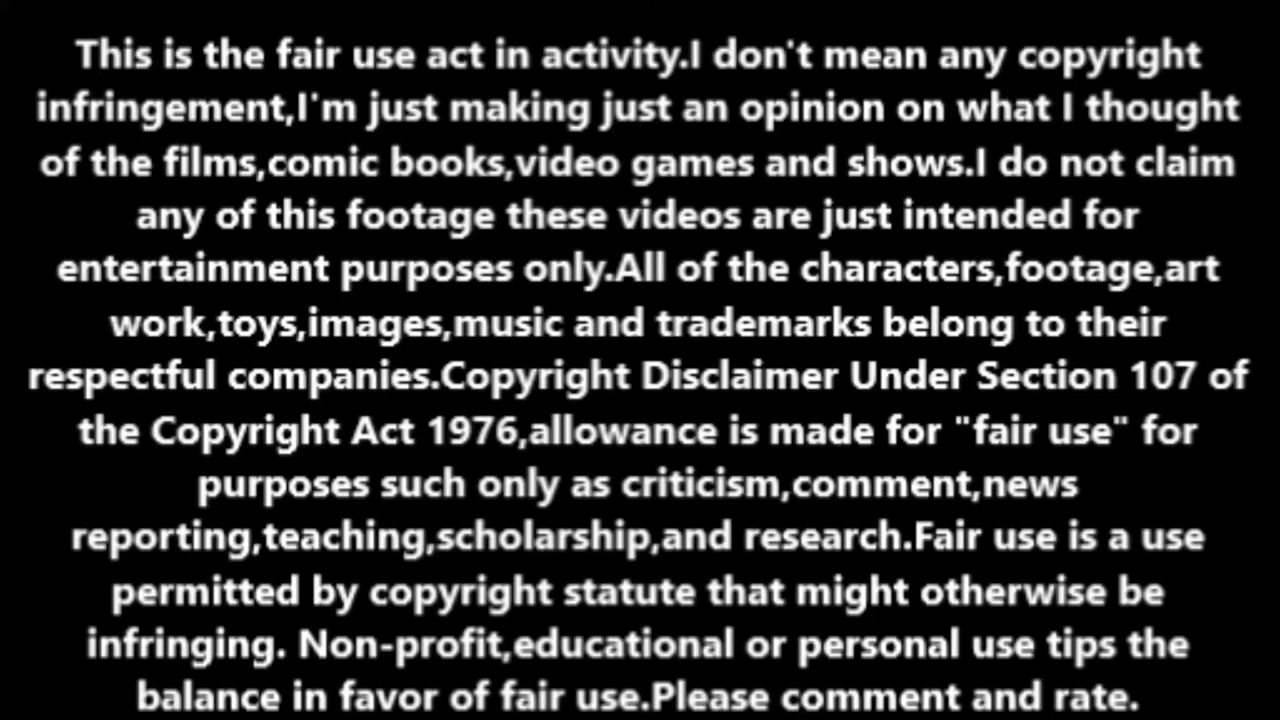 This is the fair use act in activity.I don't mean any copyright
infringement,I'm just making just an opinion on what I thought
of the films,comic books,video games and shows.I do not claim
any of this footage these videos are just intended for
entertainment purposes only.All of the characters,footage,art
work,toys,images,music and trademarks belong to their
respectful companies.Copyright Disclaimer Under Section 107 of
the Copyright Act 1976,allowance is made for "fair use" for
purposes such only as criticism,comment,news
reporting,teaching,scholarship,and research.Fair use is a use
permitted by copyright statute that might otherwise be
infringing. Non-profit,educational or personal use tips the
balance in favor of fair use.Please comment and rate.